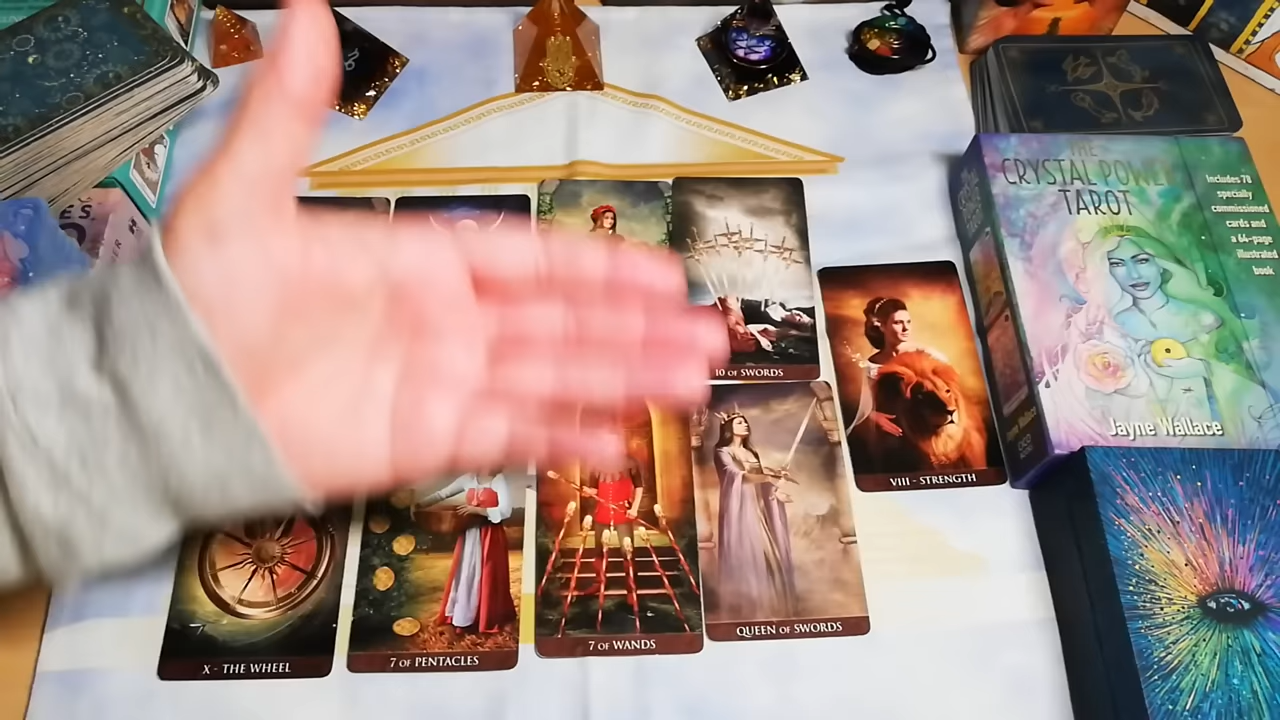 THE
CRYSTAL POWER
TAROT
Includes 78
specially
commissioned
cards and
a 64-page
illustrated
book
Jayne Wallace
10 OF SWORDS
VIII - STRENGTH
X - THE WHEEL
7 OF PENTACLES
7 OF WANDS
QUEEN OF SWORDS